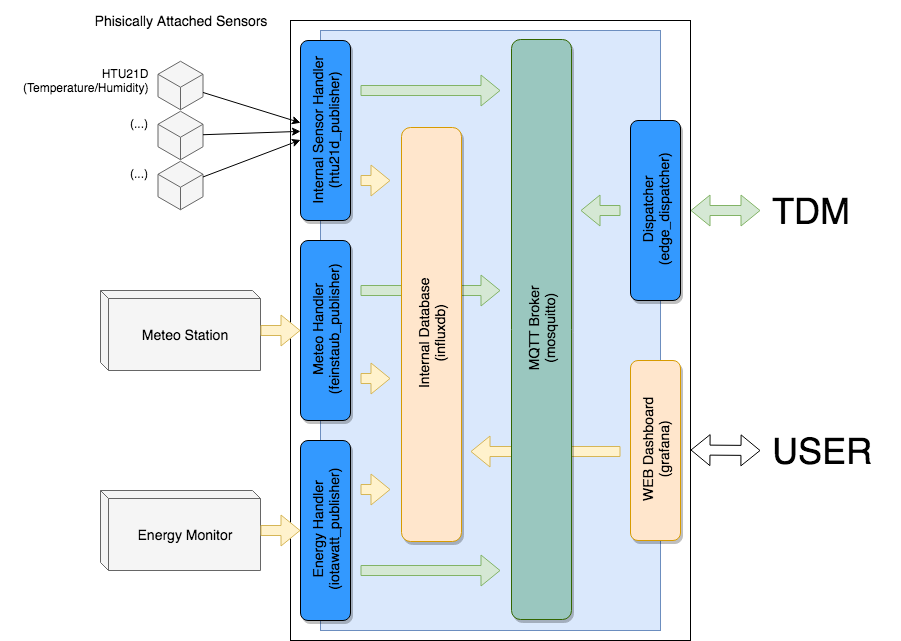 Phisically Attached Sensors
HTU21D
(Temperature/Humidity)
(...)
(...)
Internal Sensor Handler
(htu21d_publisher)
Meteo Station
Meteo Handler
(feinstaub_publisher)
Energy Monitor
Energy Handler
(iotawatt_publisher)
Internal Database
(influxdb)
MQTT Broker
(mosquitto)
Dispatcher
(edge_dispatcher)
TDM
WEB Dashboard
(grafana)
USER